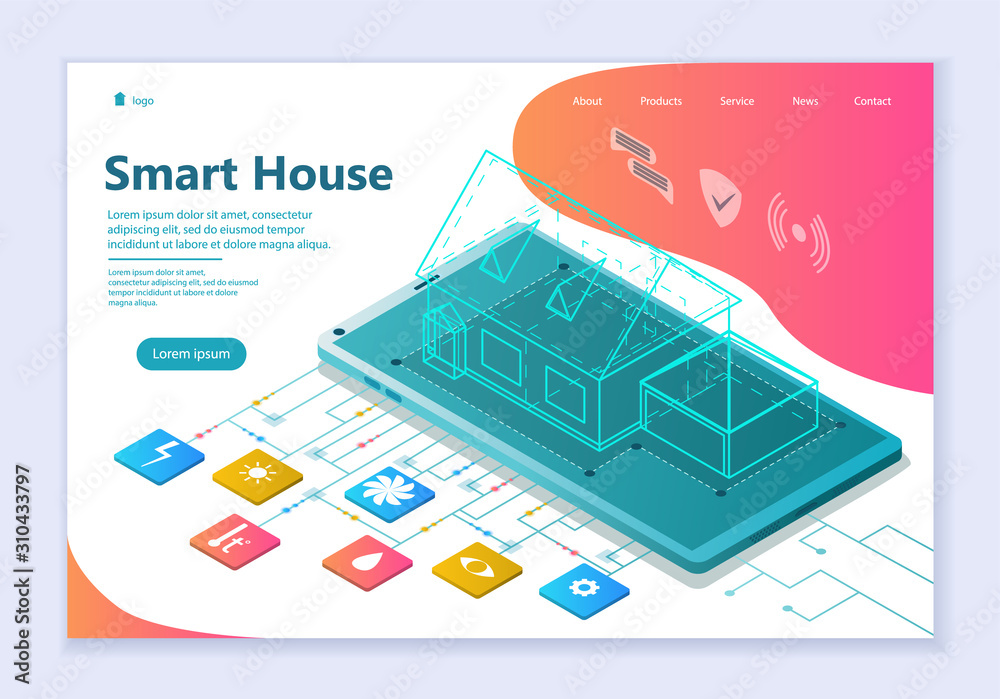 logo
About
Products
Service
News
Contact
Smart House
Lorem ipsum dolor sit amet, consectetur
adipiscing elit, sed do eiusmod tempor
incididunt ut labore et dolore magna aliqua.
Lorem ipsum dolor sit amet,
consectetur adipiscing elit, sed do eiusmod
tempor incididunt ut labore et dolore
magna aliqua.
Lorem ipsum
t°
Adobe Stock | #310433797